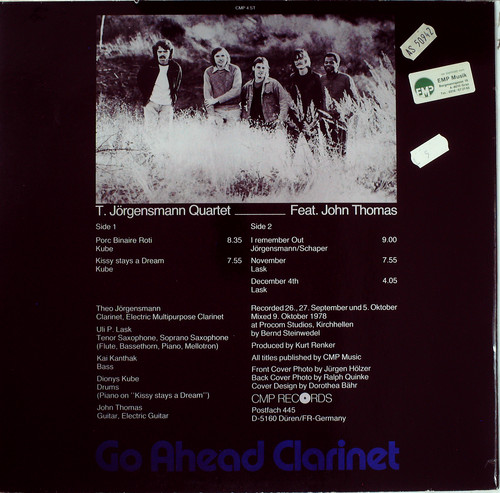 CMP 4 ST
AS 50942
EMP Musik
EMP
5
T. Jörgensmann Quartet Feat. John Thomas
Side 1
Porc Binaire Roti 8.35
Kube
Kissy stays a Dream 7.55
Kube
Side 2
I remember Out 9.00
Jörgensmann/Schaper
November 7.55
Lask
December 4th 4.05
Lask
Theo Jörgensmann
Clarinet, Electric Multipurpose Clarinet
Uli P. Lask
Tenor Saxophone, Soprano Saxophone
(Flute, Bassethorn, Piano, Mellotron)
Kai Kanthak
Bass
Dionys Kube
Drums
(Piano on "Kissy stays a Dream")
John Thomas
Guitar, Electric Guitar
Recorded 26., 27. September und 5. Oktober
Mixed 9. Oktober 1978
at Procom Studios, Kirchhellen
by Bernd Steinwedel
Produced by Kurt Renker
All titles published by CMP Music
Front Cover Photo by Jürgen Hölzer
Back Cover Photo by Ralph Quinke
Cover Design by Dorothea Bähr
CMP RECORDS
Postfach 445
D-5160 Düren/FR-Germany
Go Ahead Clarinet